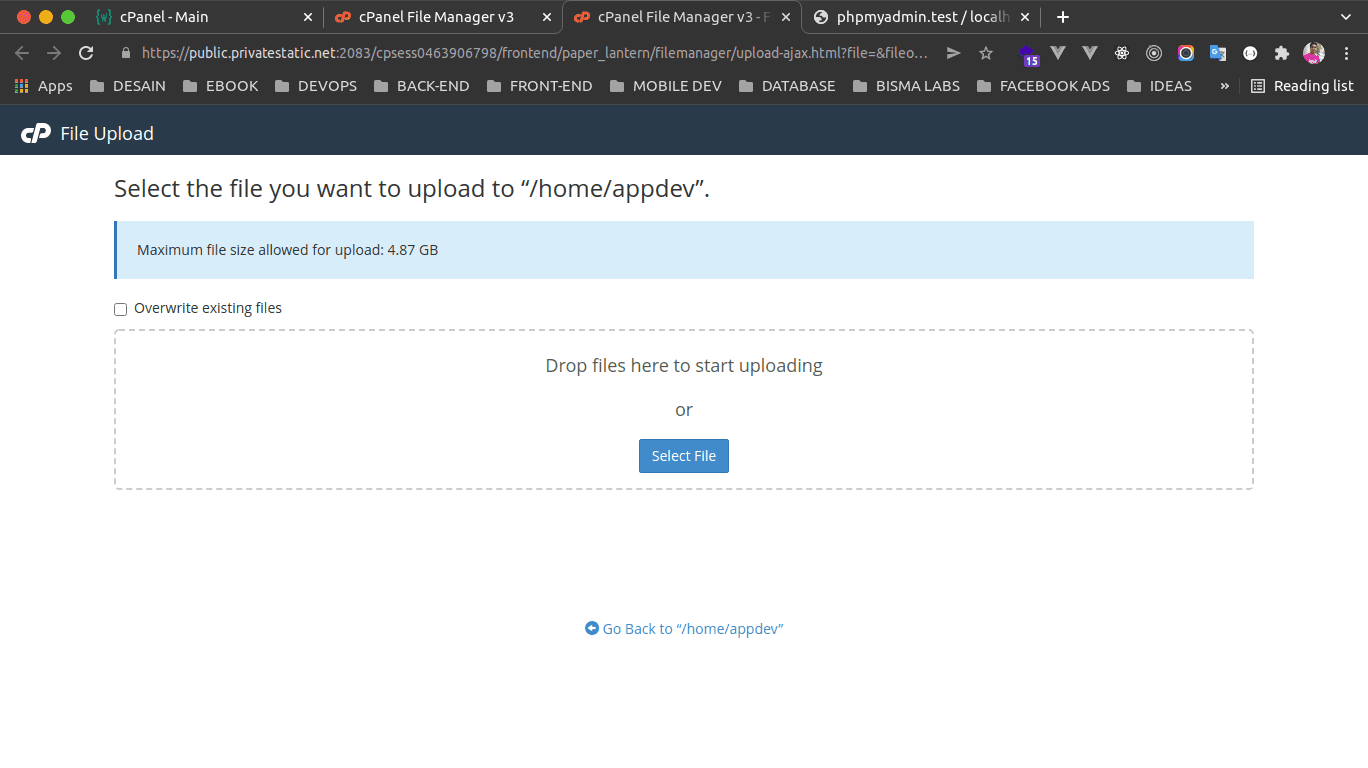 cPanel - Main
cPanel File Manager v3
cPanel File Manager v3 - F
phpmyadmin.test / localh
https://public.privatestatic.net:2083/cpsess0463906798/frontend/paper_lantern/filemanager/upload-ajax.html?file=&fileo…
15
Apps
DESAIN
EBOOK
DEVOPS
BACK-END
FRONT-END
MOBILE DEV
DATABASE
BISMA LABS
FACEBOOK ADS
IDEAS
»
Reading list
cP File Upload
Select the file you want to upload to “/home/appdev”.
Maximum file size allowed for upload: 4.87 GB
Overwrite existing files
Drop files here to start uploading
or
Select File
Go Back to “/home/appdev”